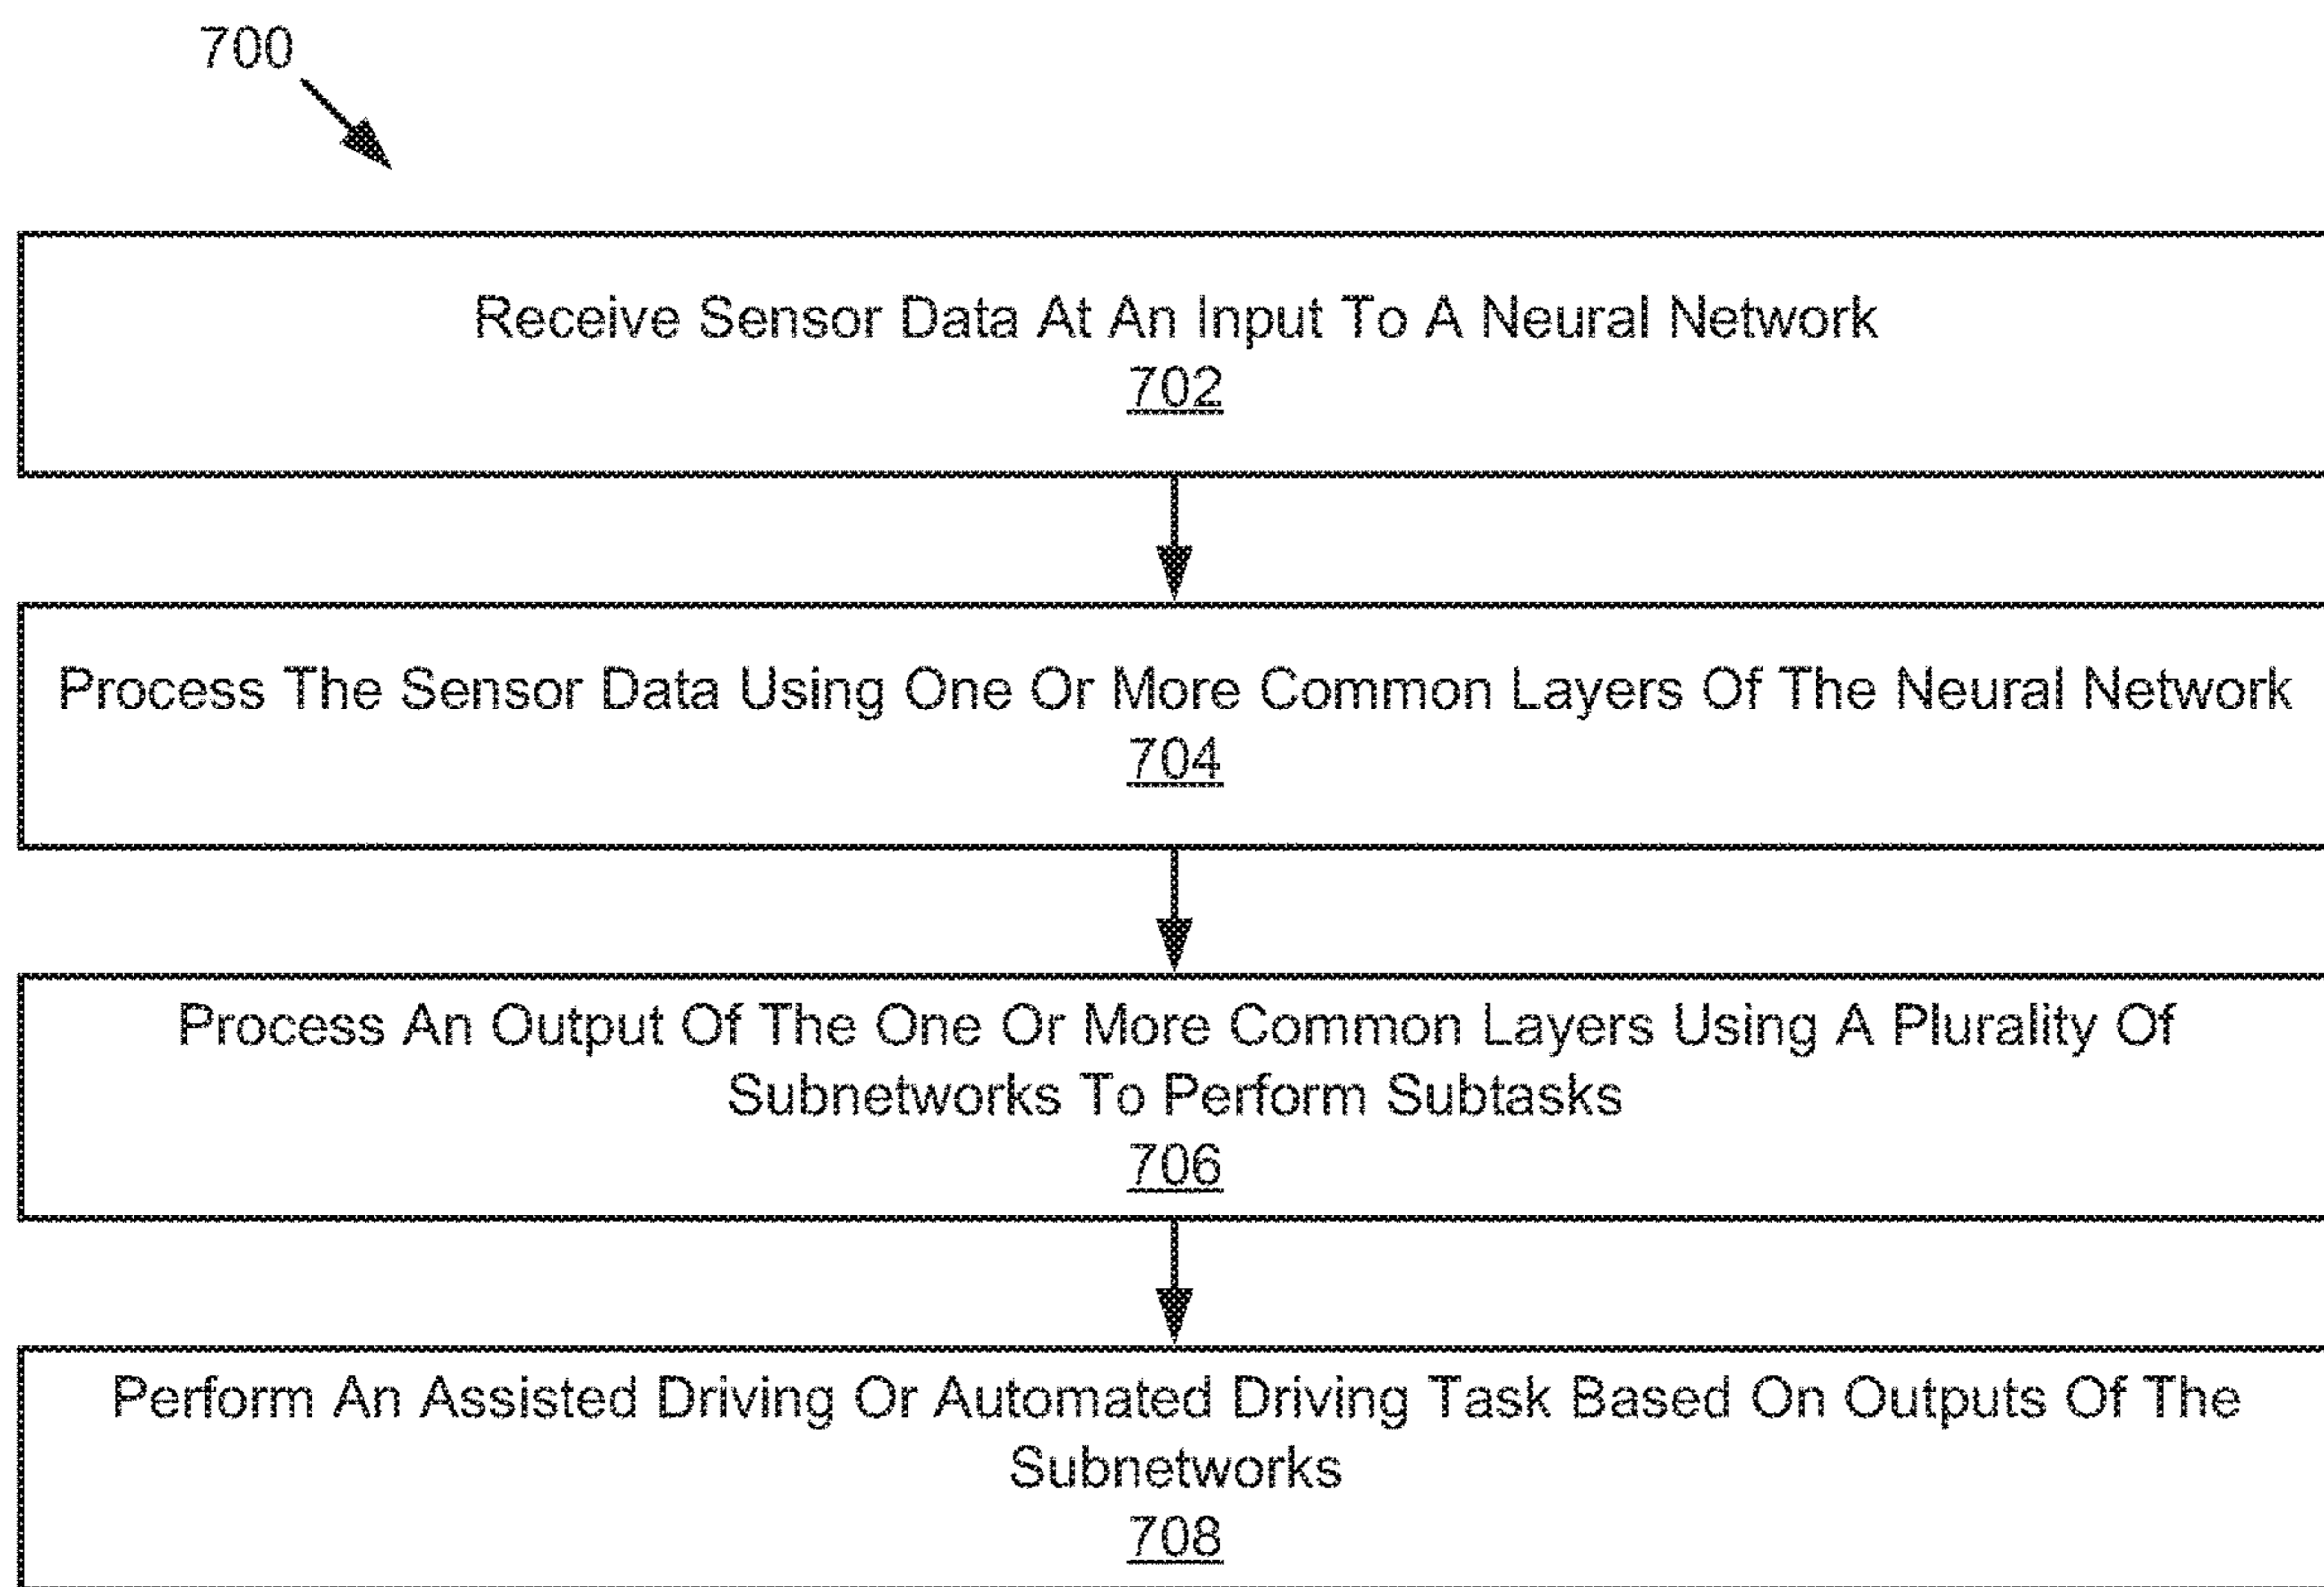 700
Receive Sensor Data At An Input To A Neural Network
702
Process The Sensor Data Using One Or More Common Layers Of The Neural Network
704
Process An Output Of The One Or More Common Layers Using A Plurality Of
Subnetworks To Perform Subtasks
706
Perform An Assisted Driving Or Automated Driving Task Based On Outputs Of The
Subnetworks
708